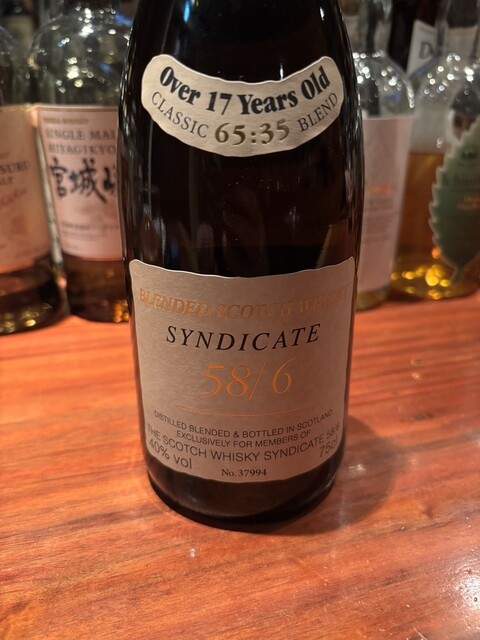 Over 17 Years Old
CLASSIC 65:35 BLEND
BLENDED SCOTCH WHISKY
SYNDICATE
58/6
DISTILLED BLENDED & BOTTLED IN SCOTLAND
EXCLUSIVELY FOR MEMBERS OF
THE SCOTCH WHISKY SYNDICATE 58/6
40% vol 75cl
No.37994
SINGLE MAL
MIYAGIKYO
宮城峡